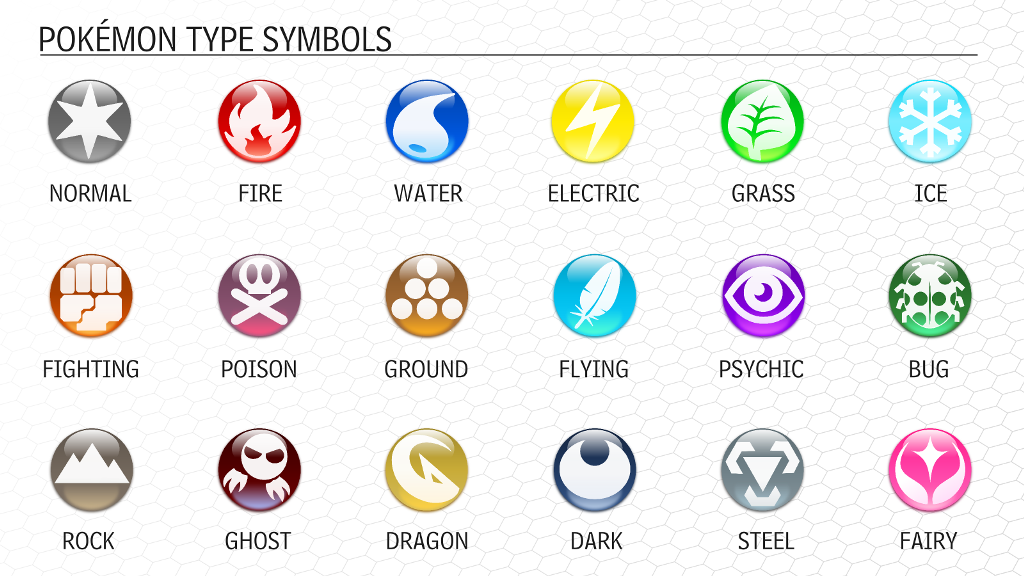 POKÉMON TYPE SYMBOLS
NORMAL FIRE WATER ELECTRIC GRASS ICE
FIGHTING POISON GROUND FLYING PSYCHIC BUG
ROCK GHOST DRAGON DARK STEEL FAIRY